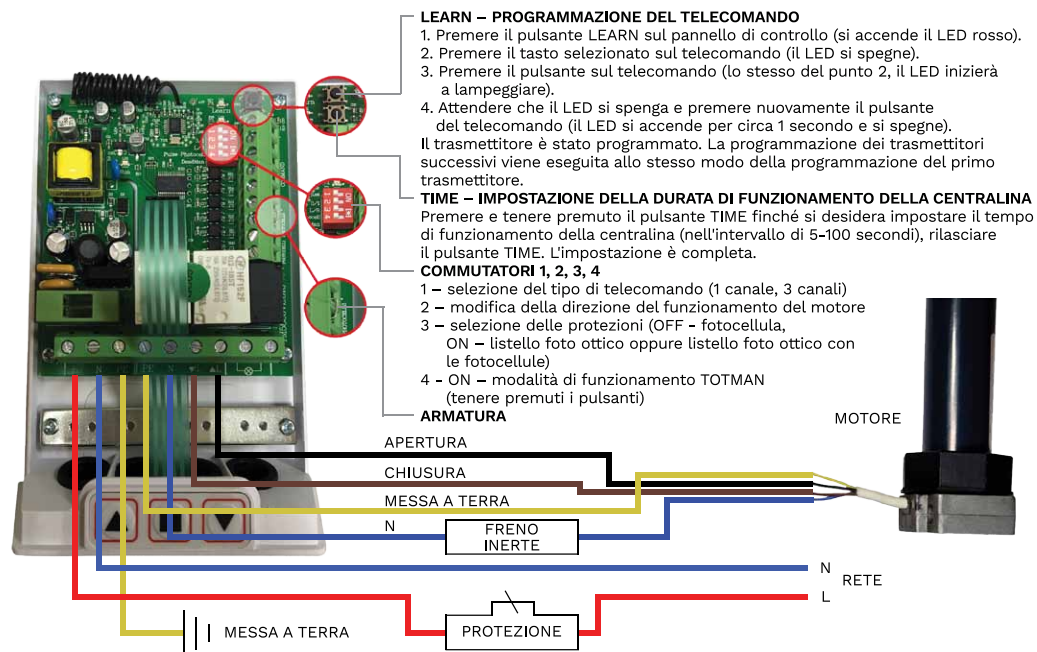 LEARN – PROGRAMMAZIONE DEL TELECOMANDO
1. Premere il pulsante LEARN sul pannello di controllo (si accende il LED rosso).
2. Premere il tasto selezionato sul telecomando (il LED si spegne).
3. Premere il pulsante sul telecomando (lo stesso del punto 2, il LED inizierà
a lampeggiare).
4. Attendere che il LED si spenga e premere nuovamente il pulsante
del telecomando (il LED si accende per circa 1 secondo e si spegne).
Il trasmettitore è stato programmato. La programmazione dei trasmettitori
successivi viene eseguita allo stesso modo della programmazione del primo
trasmettitore.
TIME – IMPOSTAZIONE DELLA DURATA DI FUNZIONAMENTO DELLA CENTRALINA
Premere e tenere premuto il pulsante TIME finché si desidera impostare il tempo
di funzionamento della centralina (nell'intervallo di 5-100 secondi), rilasciare
il pulsante TIME. L'impostazione è completa.
COMMUTATORI 1, 2, 3, 4
1 – selezione del tipo di telecomando (1 canale, 3 canali)
2 – modifica della direzione del funzionamento del motore
3 – selezione delle protezioni (OFF - fotocellula,
ON – listello foto ottico oppure listello foto ottico con
le fotocellule)
4 - ON – modalità di funzionamento TOTMAN
(tenere premuti i pulsanti)
ARMATURA
MOTORE
APERTURA
CHIUSURA
MESSA A TERRA
N
FRENO
INERTE
N
RETE
L
PROTEZIONE
MESSA A TERRA
Learn
HF152F